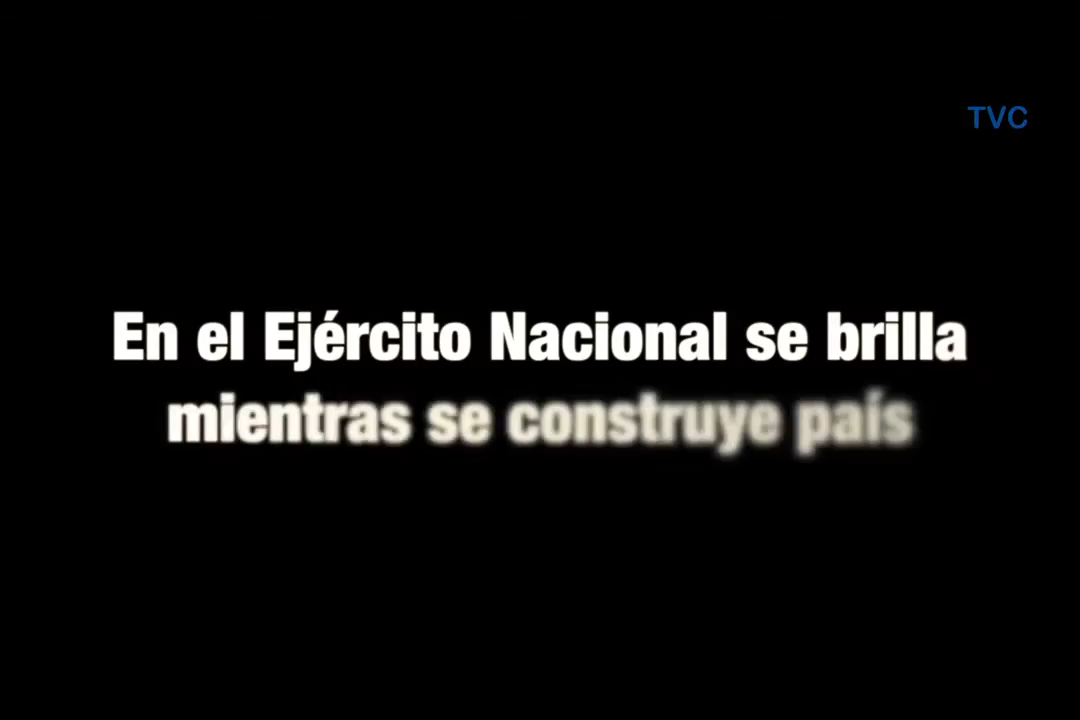 TVC
En el Ejército Nacional se brilla
mientras se construye país